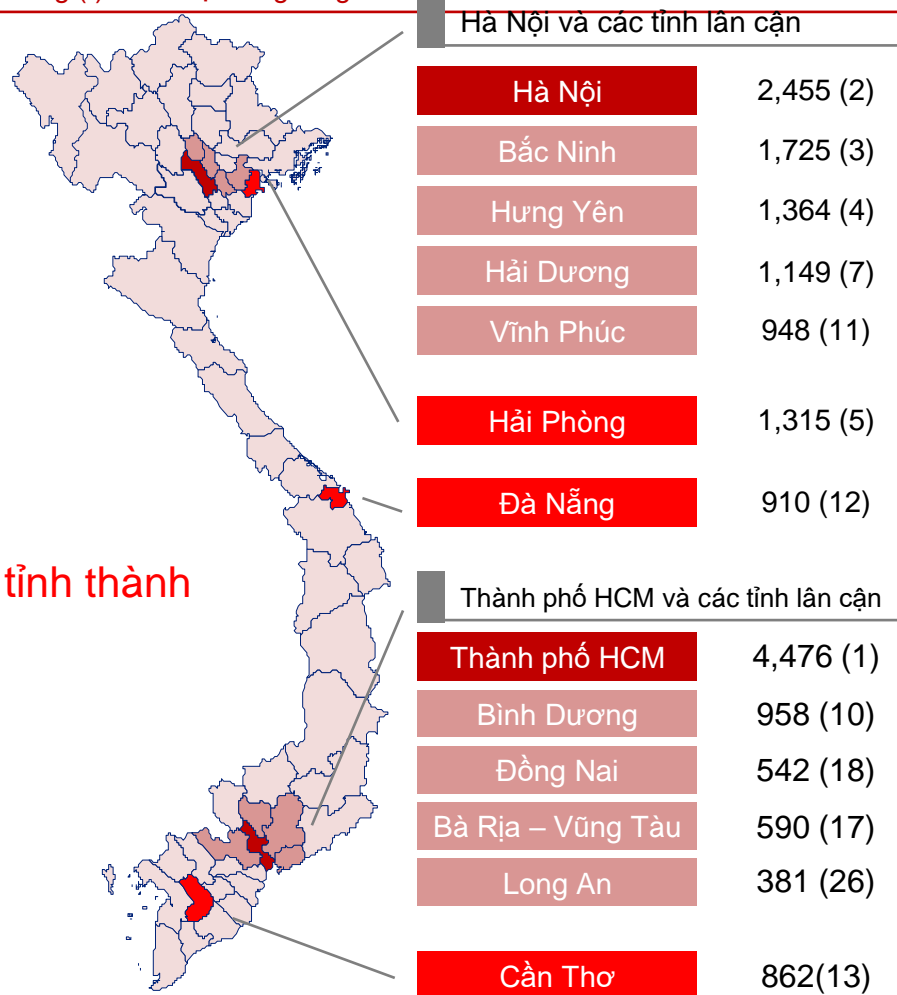 Hà Nội và các tỉnh lân cận
Hà Nội 2,455 (2)
Bắc Ninh 1,725 (3)
Hưng Yên 1,364 (4)
Hải Dương 1,149 (7)
Vĩnh Phúc 948 (11)
Hải Phòng 1,315 (5)
Đà Nẵng 910 (12)
tỉnh thành
Thành phố HCM và các tỉnh lân cận
Thành phố HCM 4,476 (1)
Bình Dương 958 (10)
Đồng Nai 542 (18)
Bà Rịa – Vũng Tàu 590 (17)
Long An 381 (26)
Cần Thơ 862(13)